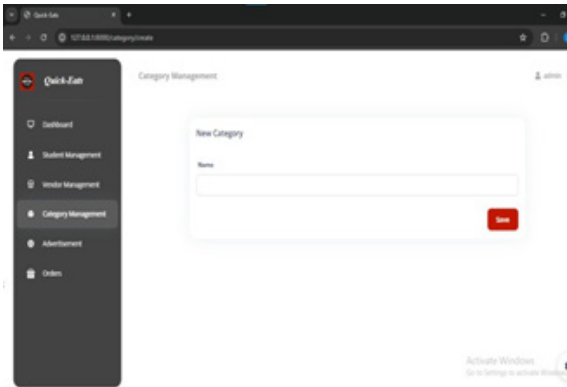 Quick-Eats
127.0.0.1:8000/category/create
Quick-Eats
Category Management
admin
Dashboard
Student Management
Vendor Management
Category Management
Advertisement
Orders
New Category
Name
Save
Activate Windows
Go to Settings to activate Windows